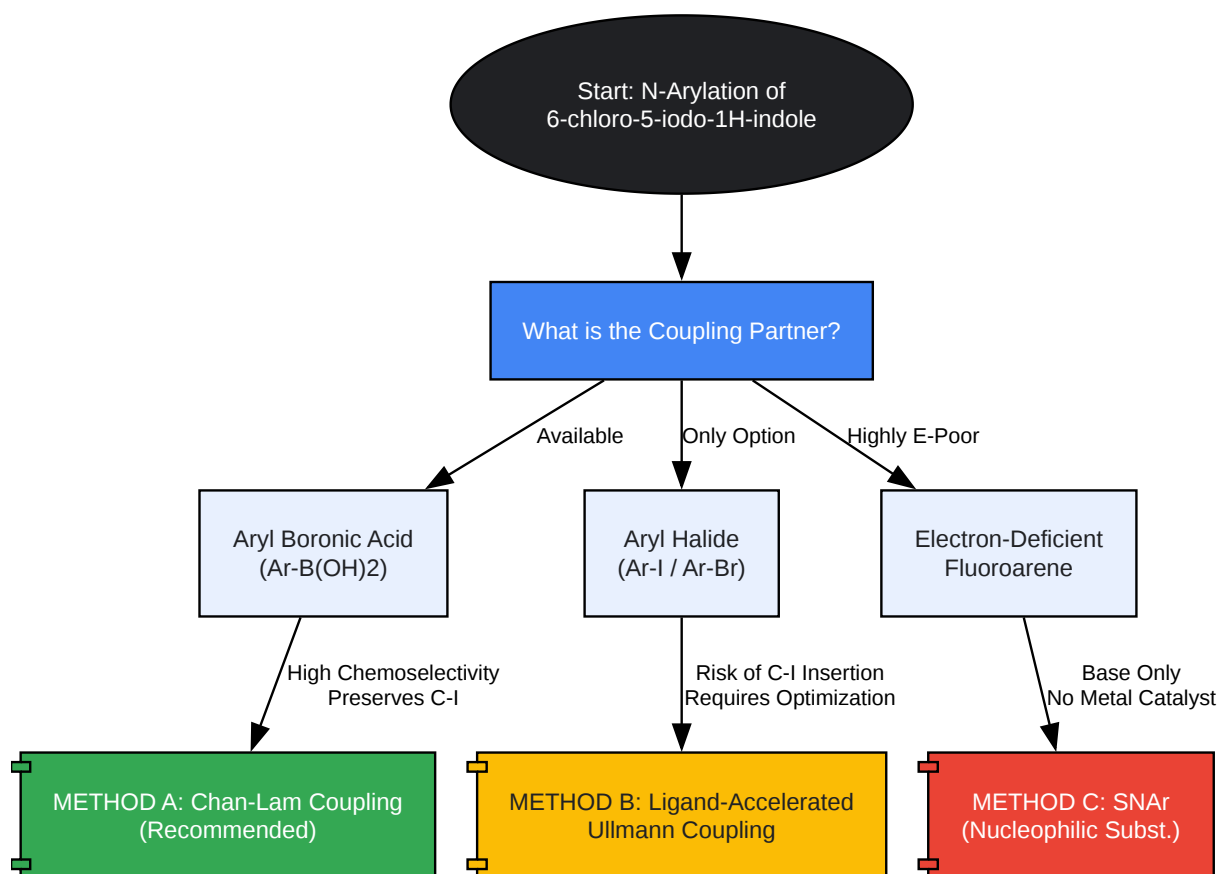 Start: N-Arylation of
6-chloro-5-iodo-1H-indole
What is the Coupling Partner?
Available
Only Option
Highly E-Poor
Aryl Boronic Acid
(Ar-B(OH)2)
Aryl Halide
(Ar-I / Ar-Br)
Electron-Deficient
Fluoroarene
High Chemoselectivity
Preserves C-I
Risk of C-I Insertion
Requires Optimization
Base Only
No Metal Catalyst
METHOD A: Chan-Lam Coupling
(Recommended)
METHOD B: Ligand-Accelerated
Ullmann Coupling
METHOD C: SNAr
(Nucleophilic Subst.)